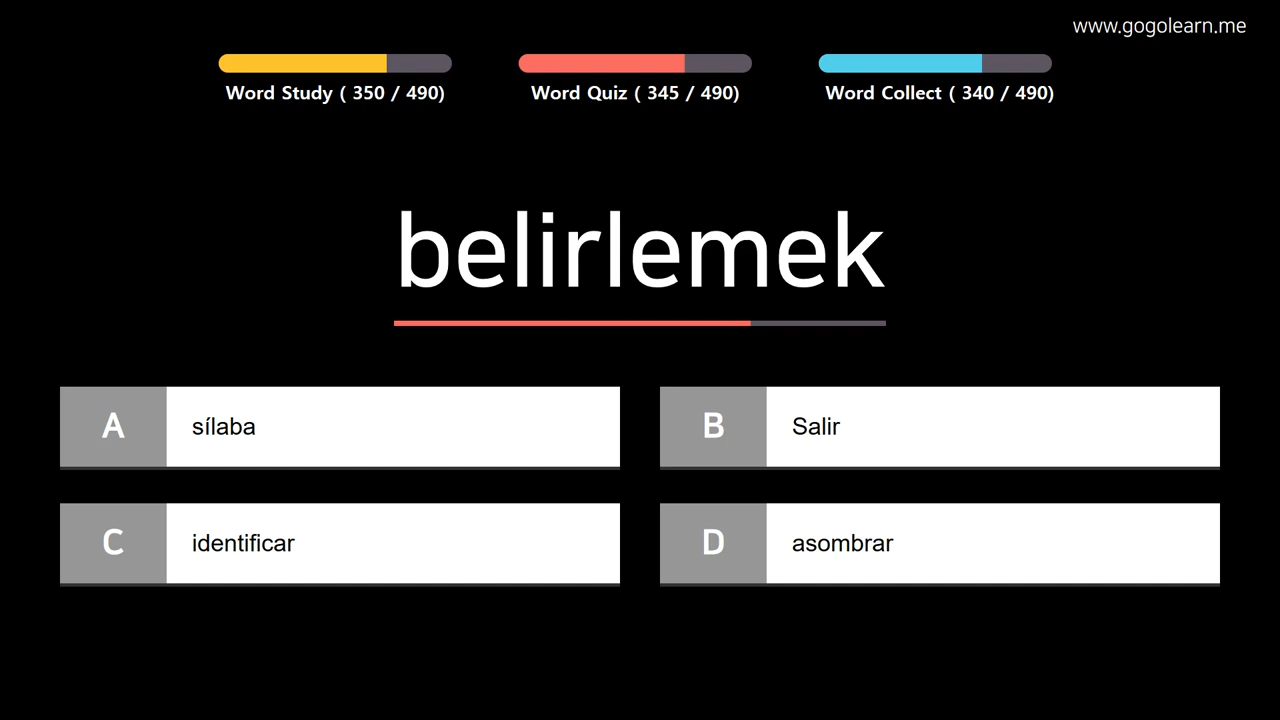 www.gogolearn.me
Word Study ( 350 / 490)
Word Quiz ( 345 / 490)
Word Collect ( 340 / 490)
belirlemek
A sílaba
B Salir
C identificar
D asombrar